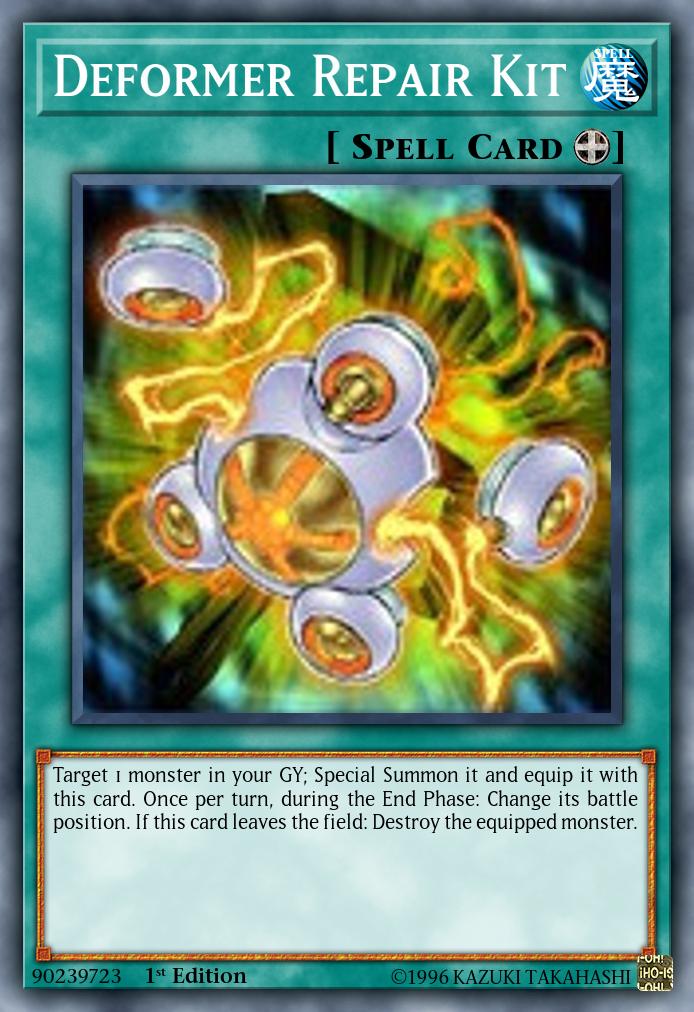 DEFORMER REPAIR KIT
SPELL
魔
[ SPELL CARD ]
Target 1 monster in your GY; Special Summon it and equip it with
this card. Once per turn, during the End Phase: Change its battle
position. If this card leaves the field: Destroy the equipped monster.
90239723 1st Edition ©1996 KAZUKI TAKAHASHI